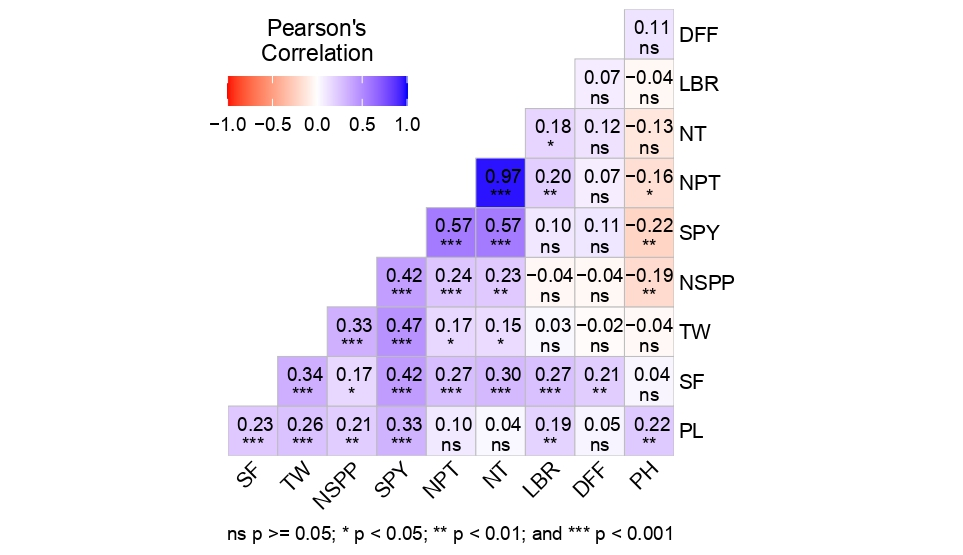 Pearson's
Correlation
−1.0 −0.5 0.0 0.5 1.0
0.11 DFF
ns
0.07 −0.04 LBR
ns ns
0.18 0.12 −0.13 NT
* ns ns
0.97 0.20 0.07 −0.16 NPT
*** ** ns *
0.57 0.57 0.10 0.11 −0.22 SPY
*** *** ns ns **
0.42 0.24 0.23 −0.04 −0.04 −0.19 NSPP
*** *** ** ns ns **
0.33 0.47 0.17 0.15 0.03 −0.02 −0.04 TW
*** *** * * ns ns ns
0.34 0.17 0.42 0.27 0.30 0.27 0.21 0.04 SF
*** * *** *** *** *** ** ns
0.23 0.26 0.21 0.33 0.10 0.04 0.19 0.05 0.22 PL
*** *** ** *** ns ns ** ns **
SF TW NSPP SPY NPT NT LBR DFF PH
ns p >= 0.05; * p < 0.05; ** p < 0.01; and *** p < 0.001